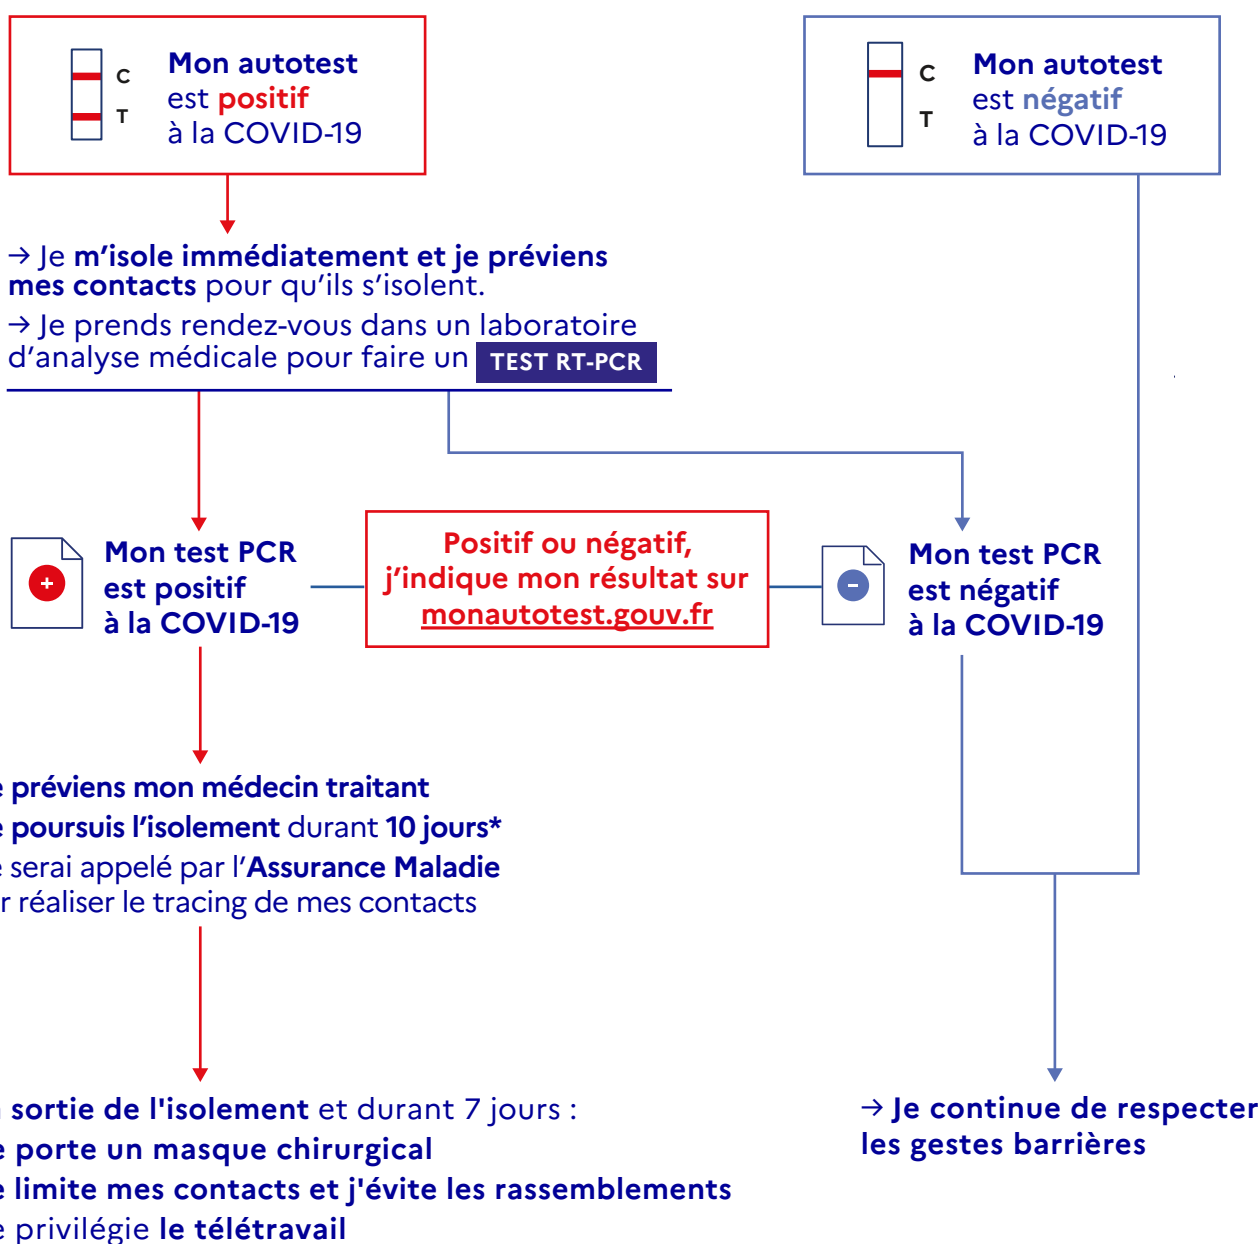 C
T
Mon autotest
est positif
à la COVID-19
C
T
Mon autotest
est négatif
à la COVID-19
→ Je m'isole immédiatement et je préviens
mes contacts pour qu'ils s'isolent.
→ Je prends rendez-vous dans un laboratoire
d'analyse médicale pour faire un TEST RT-PCR
+
Mon test PCR
est positif
à la COVID-19
Positif ou négatif,
j'indique mon résultat sur
monautotest.gouv.fr
-
Mon test PCR
est négatif
à la COVID-19
e préviens mon médecin traitant
e poursuis l'isolement durant 10 jours*
e serai appelé par l'Assurance Maladie
r réaliser le tracing de mes contacts
sortie de l'isolement et durant 7 jours :
e porte un masque chirurgical
e limite mes contacts et j'évite les rassemblements
e privilégie le télétravail
→ Je continue de respecter
les gestes barrières